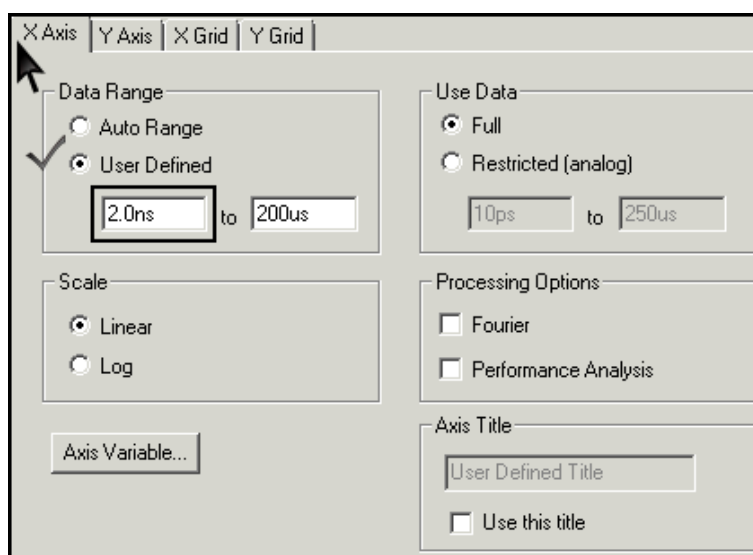 X Axis Y Axis X Grid Y Grid
Data Range
Auto Range
User Defined
2.0ns to 200us
Use Data
Full
Restricted (analog)
10ps to 250us
Scale
Linear
Log
Processing Options
Fourier
Performance Analysis
Axis Variable...
Axis Title
User Defined Title
Use this title